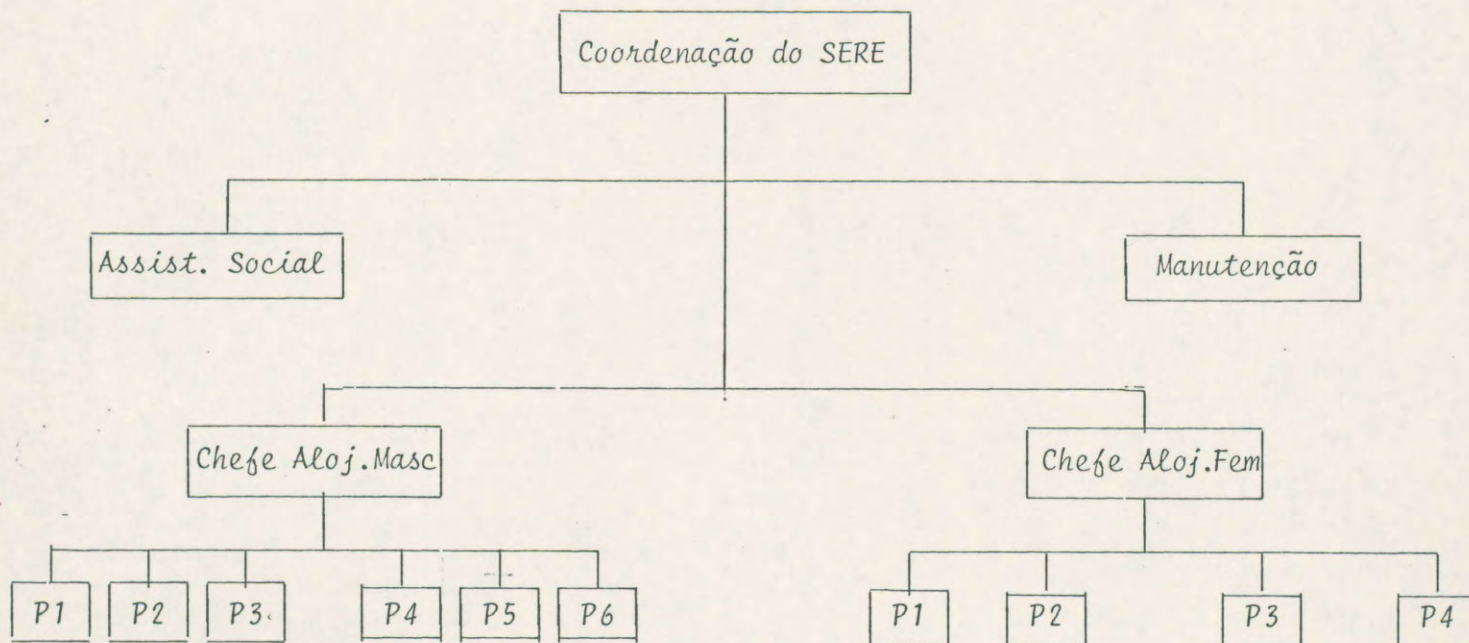 Coordenação do SERE
Assist. Social
Manutenção
Chefe Aloj.Masc
Chefe Aloj.Fem
P1 P2 P3 P4 P5 P6
P1 P2 P3 P4